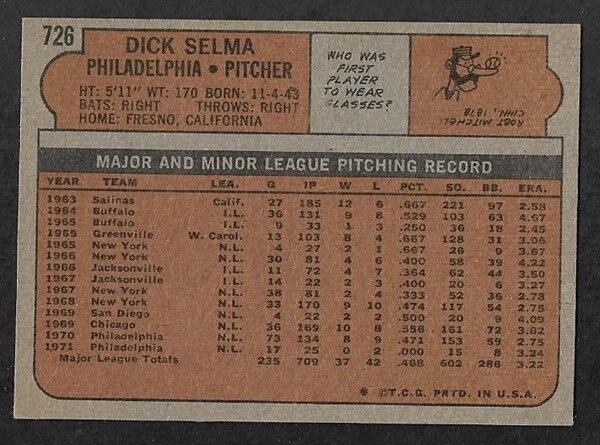 726
DICK SELMA
PHILADELPHIA • PITCHER
HT: 5'11" WT: 170 BORN: 11-4-43
BATS: RIGHT THROWS: RIGHT
HOME: FRESNO, CALIFORNIA
WHO WAS
FIRST
PLAYER
TO WEAR
GLASSES?
ROBT MITCHELL
CINN., 1878
MAJOR AND MINOR LEAGUE PITCHING RECORD
YEAR TEAM LEA. G IP W L PCT. SO. BB. ERA.
1963 Salinas Calif. 27 185 12 6 .667 221 97 2.58
1964 Buffalo I.L. 36 131 9 8 .529 103 63 4.67
1965 Buffalo I.L. 9 33 1 3 .250 36 18 2.45
1965 Greenville W. Carol. 13 103 8 4 .667 128 31 3.06
1965 New York N.L. 4 27 2 1 .667 26 9 3.67
1966 New York N.L. 30 81 4 6 .400 58 39 4.22
1966 Jacksonville I.L. 11 72 4 7 .364 62 44 3.50
1967 Jacksonville I.L. 14 22 2 3 .400 20 6 3.27
1967 New York N.L. 38 81 2 4 .333 52 36 2.78
1968 New York N.L. 33 170 9 10 .474 117 54 2.75
1969 San Diego N.L. 4 22 2 2 .500 20 9 4.09
1969 Chicago N.L. 36 169 10 8 .556 161 72 3.62
1970 Philadelphia N.L. 73 134 8 9 .471 153 59 2.75
1971 Philadelphia N.L. 17 25 0 2 .000 15 8 3.24
Major League Totals 235 709 37 42 .468 602 286 3.22
* ©T.C.G. PRTD. IN U.S.A.